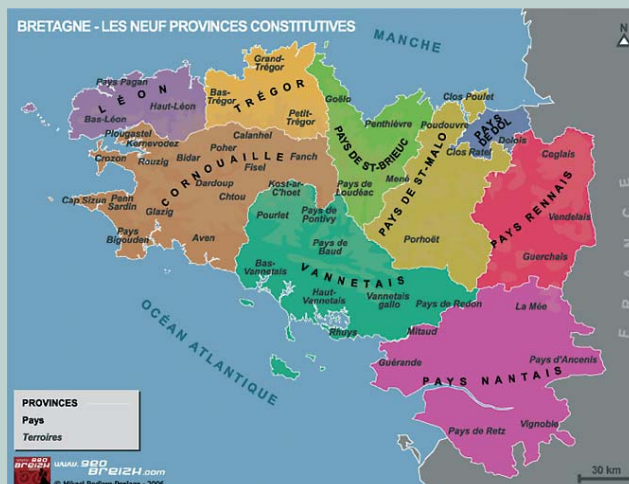 BRETAGNE - LES NEUF PROVINCES CONSTITUTIVES
MANCHE
N
Grand-
Trégor
Pays Pagan
LÉON
Haut-Léon
Bas-Léon
Bas-
Trégor
TRÉGOR
Petit-
Trégor
Goëlo
Penthièvre
PAYS DE ST-BRIEUC
Clos Poulet
Poudouvre
PAYS
DE DOL
Dolois
Clos Ratel
PAYS DE ST-MALO
Coglais
Plougastel
Kernevodez
Crozon
Rouzig
Bidar
Poher
Calanhel
Fisel
Fanch
CORNOUAILLE
Dardoup
Kost-ar-
C'hoet
Chtou
Cap Sizun
Penn
Sardin
Glazig
Pays
Bigouden
Aven
Pays de
Loudéac
Mené
Porhoët
PAYS RENNAIS
Vendelais
Guerchais
FRANCE
Pourlet
Pays de
Pontivy
Pays de
Baud
VANNETAIS
Bas-
Vannetais
Haut-
Vannetais
Vannetais
gallo
Pays de Redon
Rhuys
OCÉAN ATLANTIQUE
Mitaud
La Mée
Guérande
Pays d'Ancenis
PAYS NANTAIS
Pays de Retz
Vignoble
PROVINCES
Pays
Terroires
GEO
BREIZH
www.geobreizh.com
30 km